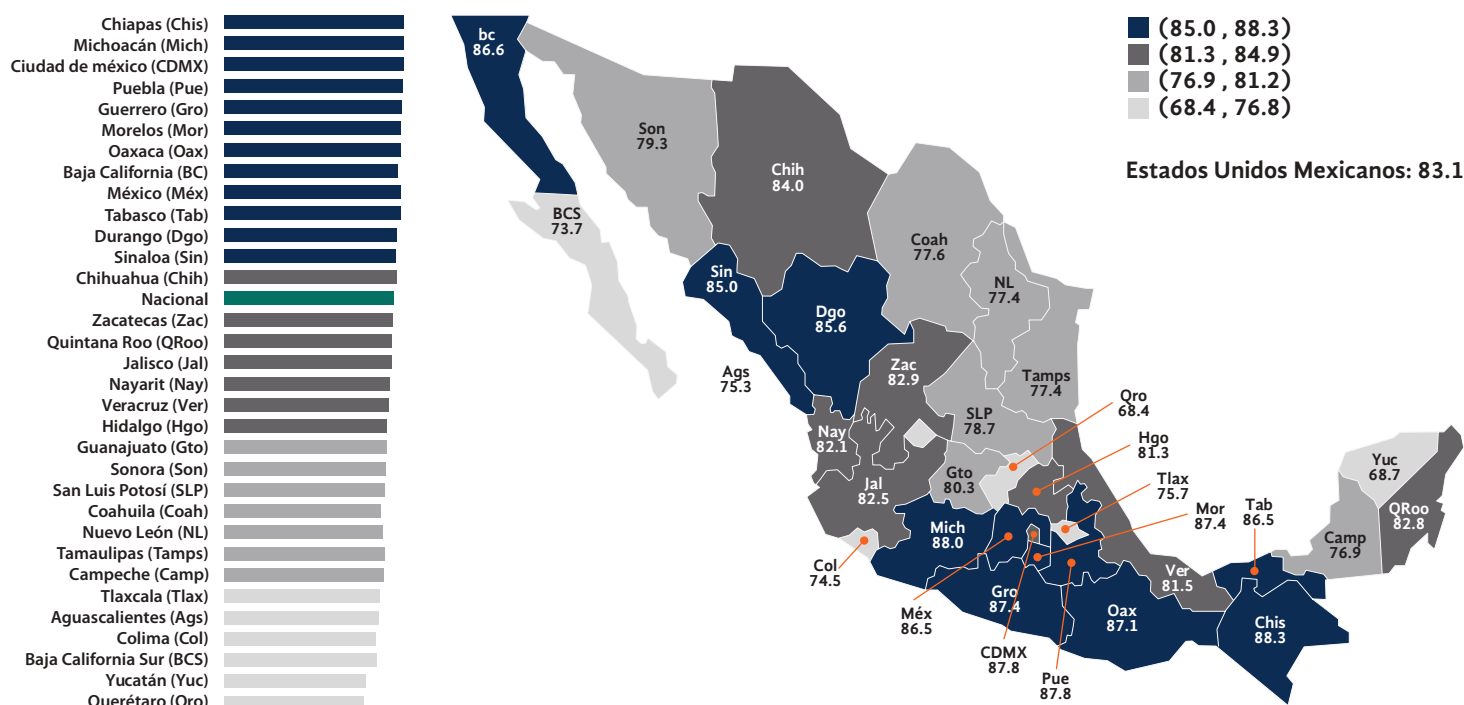 Chiapas (Chis)
Michoacán (Mich)
Ciudad de méxico (CDMX)
Puebla (Pue)
Guerrero (Gro)
Morelos (Mor)
Oaxaca (Oax)
Baja California (BC)
México (Méx)
Tabasco (Tab)
Durango (Dgo)
Sinaloa (Sin)
Chihuahua (Chih)
Nacional
Zacatecas (Zac)
Quintana Roo (QRoo)
Jalisco (Jal)
Nayarit (Nay)
Veracruz (Ver)
Hidalgo (Hgo)
Guanajuato (Gto)
Sonora (Son)
San Luis Potosí (SLP)
Coahuila (Coah)
Nuevo León (NL)
Tamaulipas (Tamps)
Campeche (Camp)
Tlaxcala (Tlax)
Aguascalientes (Ags)
Colima (Col)
Baja California Sur (BCS)
Yucatán (Yuc)
Querétaro (Qro)
bc
86.6
Son
79.3
Chih
84.0
BCS
73.7
Coah
77.6
Sin
85.0
NL
77.4
Dgo
85.6
Ags
75.3
Zac
82.9
Tamps
77.4
SLP
78.7
Qro
68.4
Nay
82.1
Hgo
81.3
Gto
80.3
Jal
82.5
Tlax
75.7
Mor
87.4
Tab
86.5
Yuc
68.7
QRoo
82.8
Camp
76.9
Mich
88.0
Col
74.5
Ver
81.5
Gro
87.4
Méx
86.5
Oax
87.1
Chis
88.3
CDMX
87.8
Pue
87.8
(85.0 , 88.3)
(81.3 , 84.9)
(76.9 , 81.2)
(68.4 , 76.8)
Estados Unidos Mexicanos: 83.1